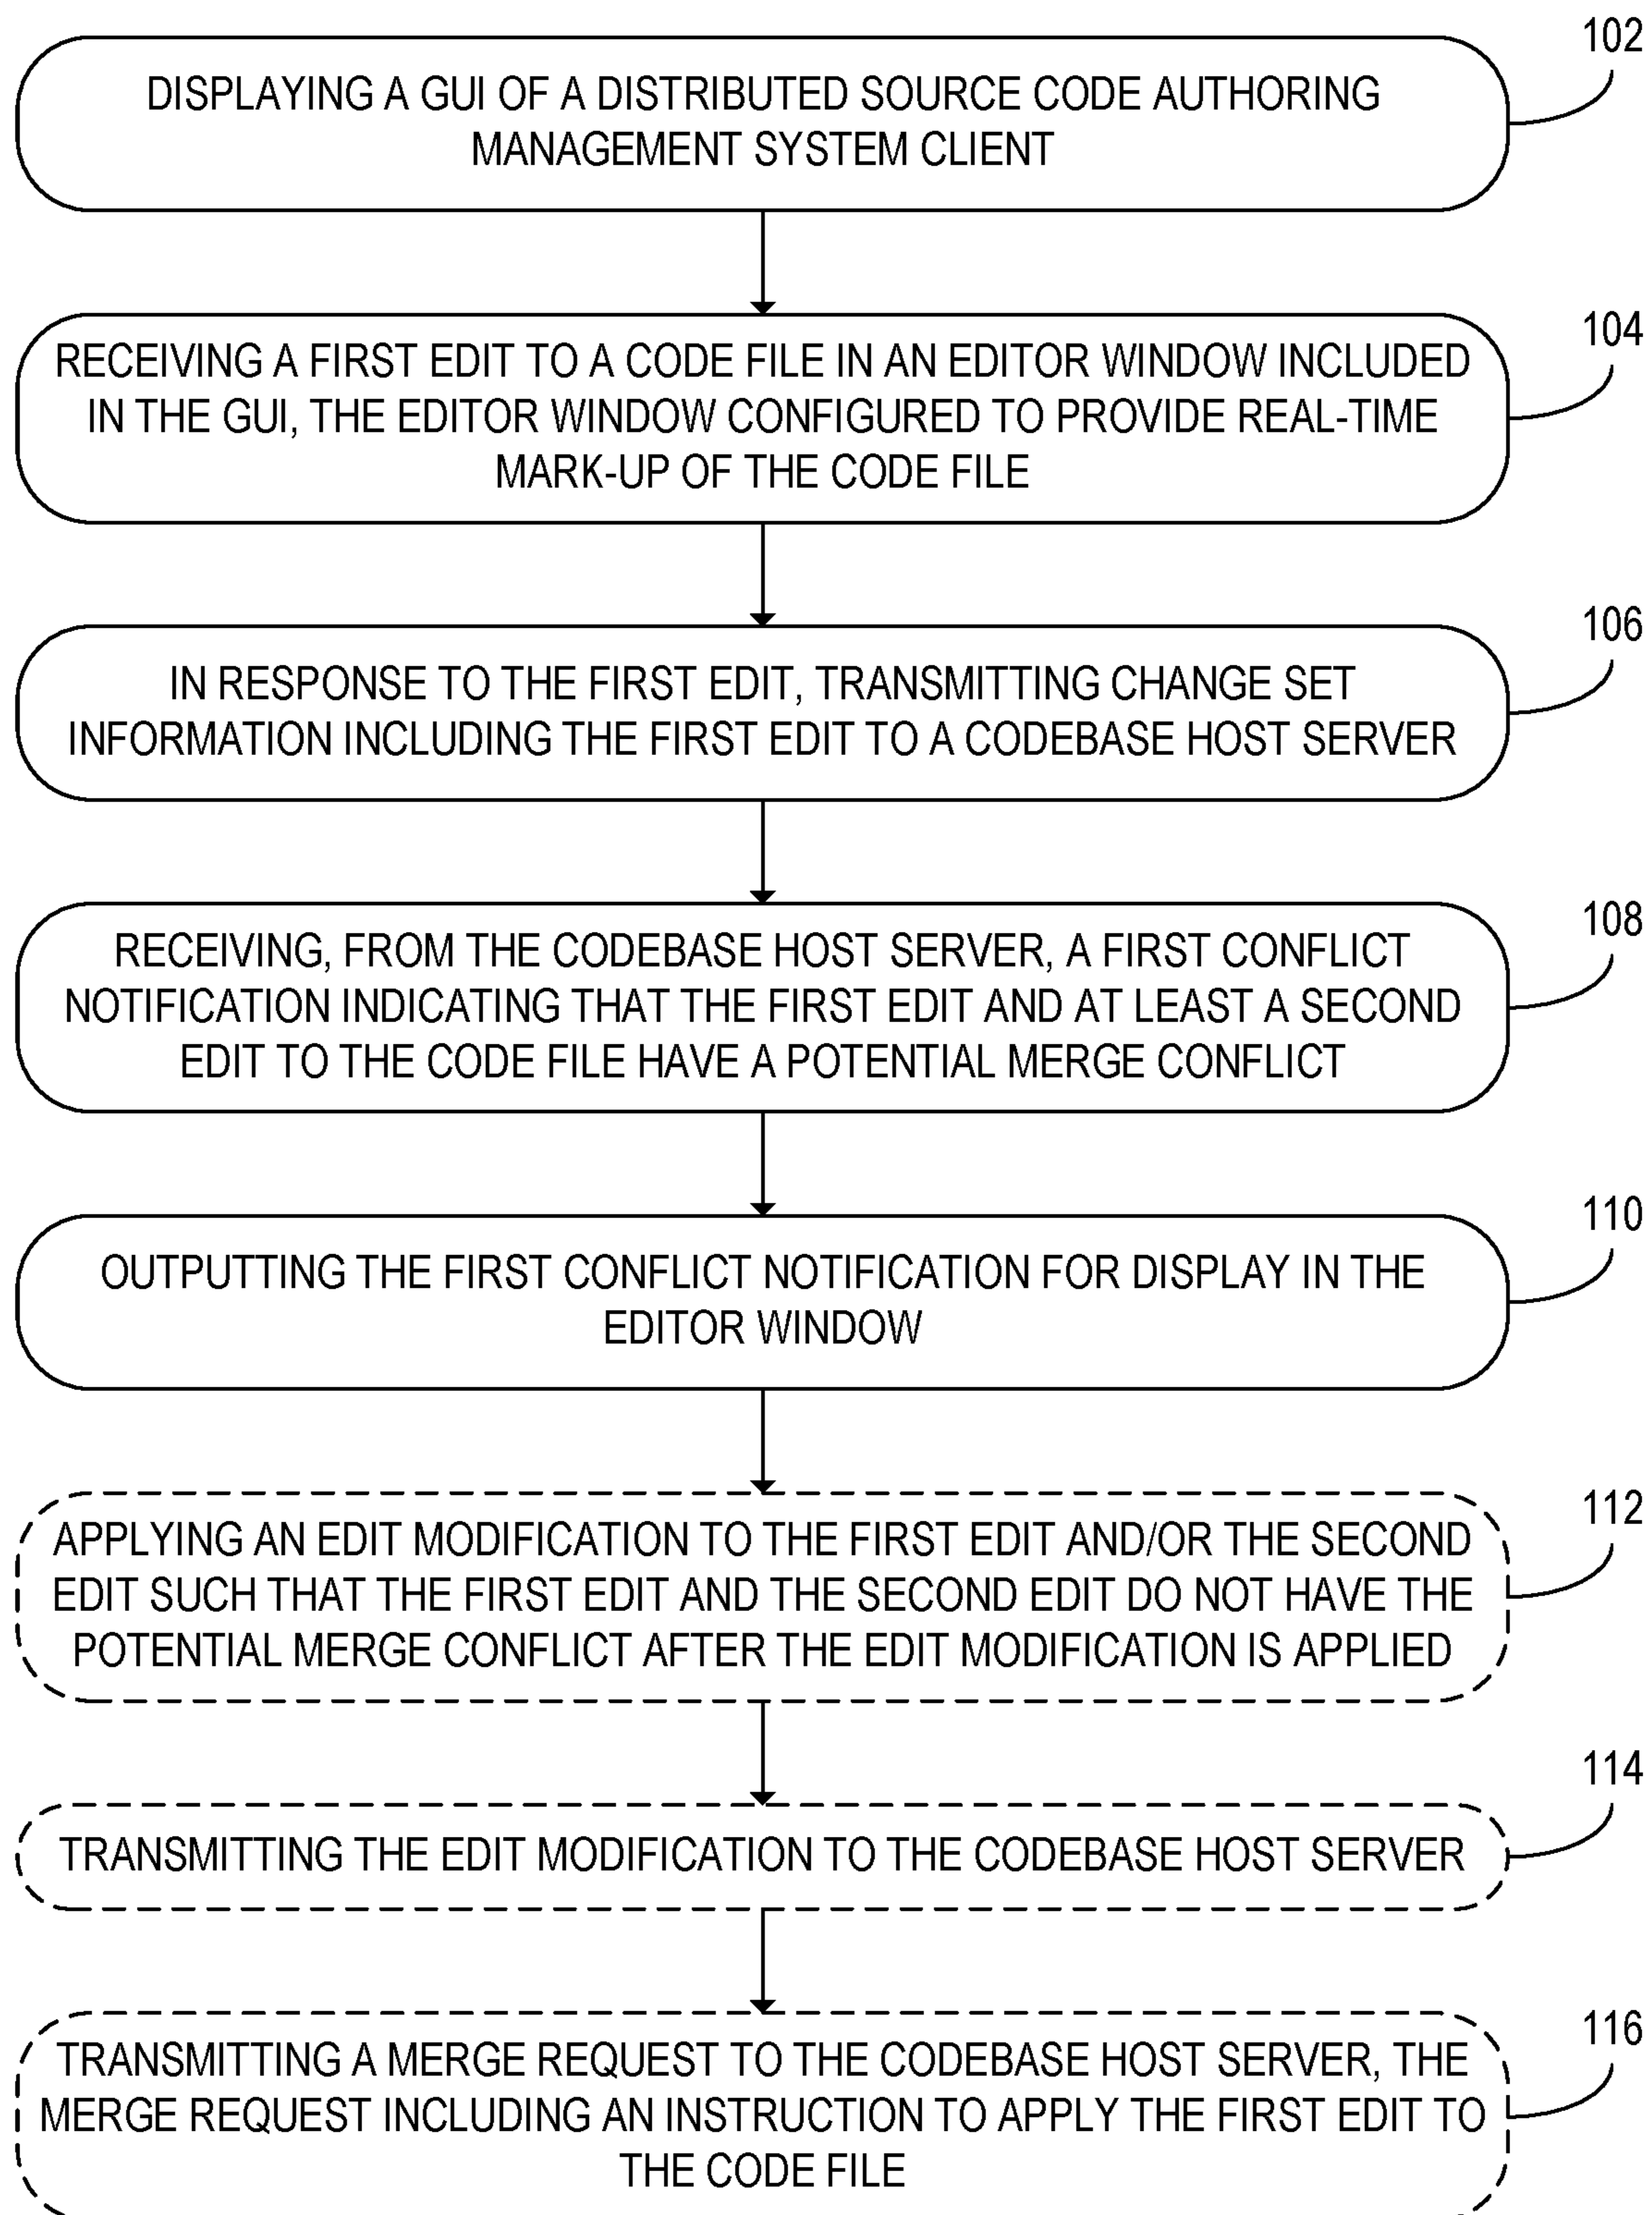 102
DISPLAYING A GUI OF A DISTRIBUTED SOURCE CODE AUTHORING
MANAGEMENT SYSTEM CLIENT
104
RECEIVING A FIRST EDIT TO A CODE FILE IN AN EDITOR WINDOW INCLUDED
IN THE GUI, THE EDITOR WINDOW CONFIGURED TO PROVIDE REAL-TIME
MARK-UP OF THE CODE FILE
106
IN RESPONSE TO THE FIRST EDIT, TRANSMITTING CHANGE SET
INFORMATION INCLUDING THE FIRST EDIT TO A CODEBASE HOST SERVER
108
RECEIVING, FROM THE CODEBASE HOST SERVER, A FIRST CONFLICT
NOTIFICATION INDICATING THAT THE FIRST EDIT AND AT LEAST A SECOND
EDIT TO THE CODE FILE HAVE A POTENTIAL MERGE CONFLICT
110
OUTPUTTING THE FIRST CONFLICT NOTIFICATION FOR DISPLAY IN THE
EDITOR WINDOW
112
APPLYING AN EDIT MODIFICATION TO THE FIRST EDIT AND/OR THE SECOND
EDIT SUCH THAT THE FIRST EDIT AND THE SECOND EDIT DO NOT HAVE THE
POTENTIAL MERGE CONFLICT AFTER THE EDIT MODIFICATION IS APPLIED
114
TRANSMITTING THE EDIT MODIFICATION TO THE CODEBASE HOST SERVER
116
TRANSMITTING A MERGE REQUEST TO THE CODEBASE HOST SERVER, THE
MERGE REQUEST INCLUDING AN INSTRUCTION TO APPLY THE FIRST EDIT TO
THE CODE FILE